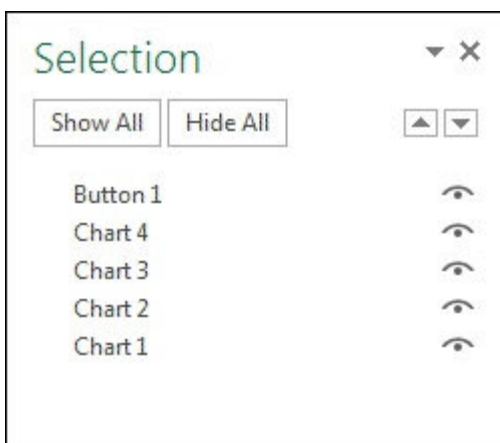 Selection
Show All Hide All
Button 1
Chart 4
Chart 3
Chart 2
Chart 1